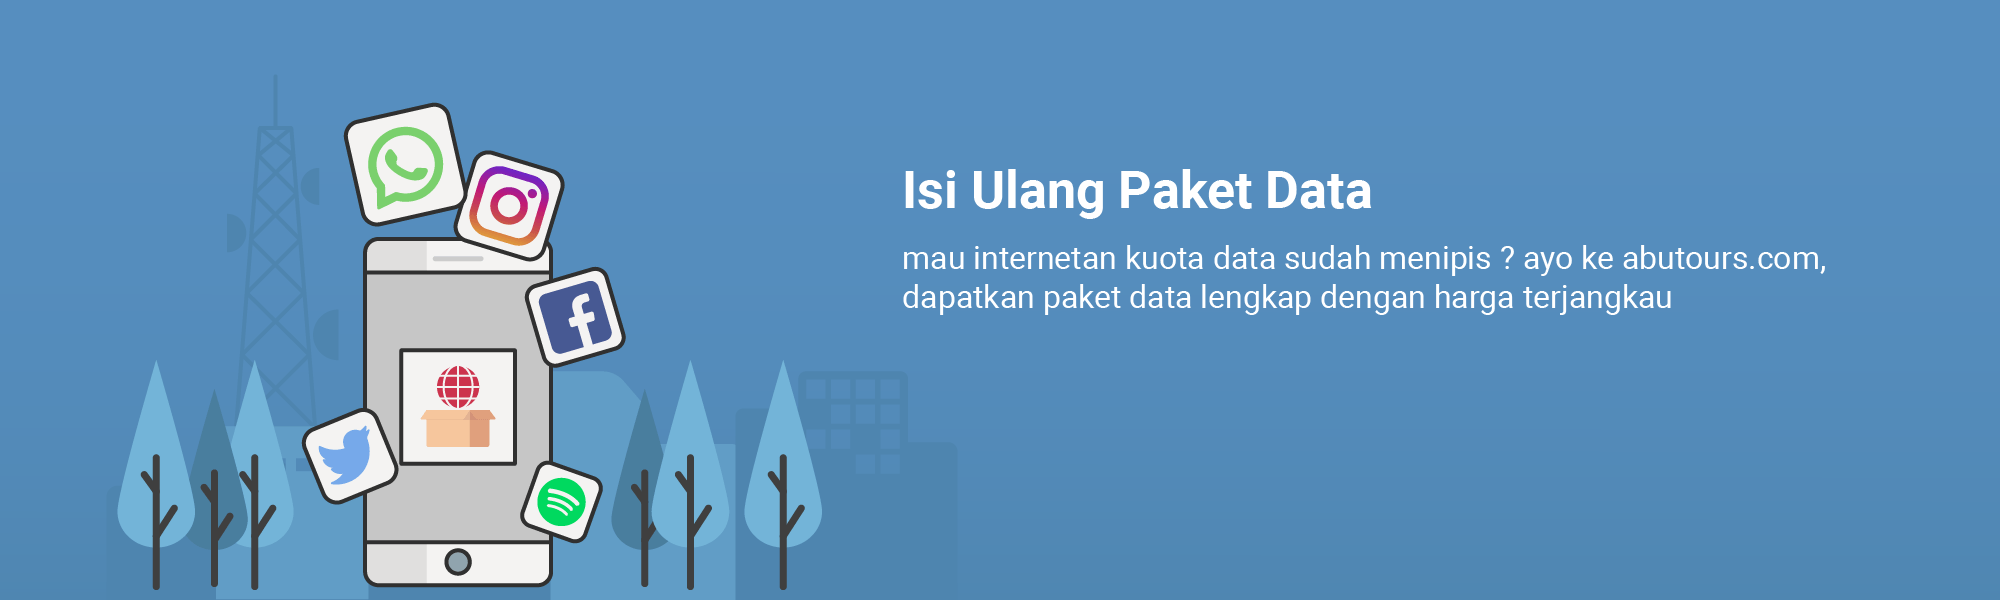 Isi Ulang Paket Data
mau internetan kuota data sudah menipis ? ayo ke abutours.com,
dapatkan paket data lengkap dengan harga terjangkau